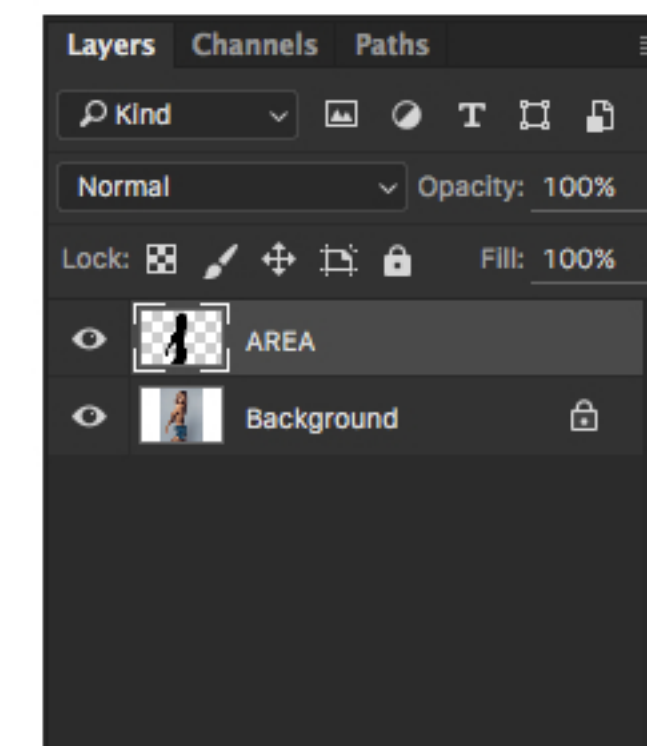 Layers Channels Paths
Kind
Normal Opacity: 100%
Lock: Fill: 100%
AREA
Background